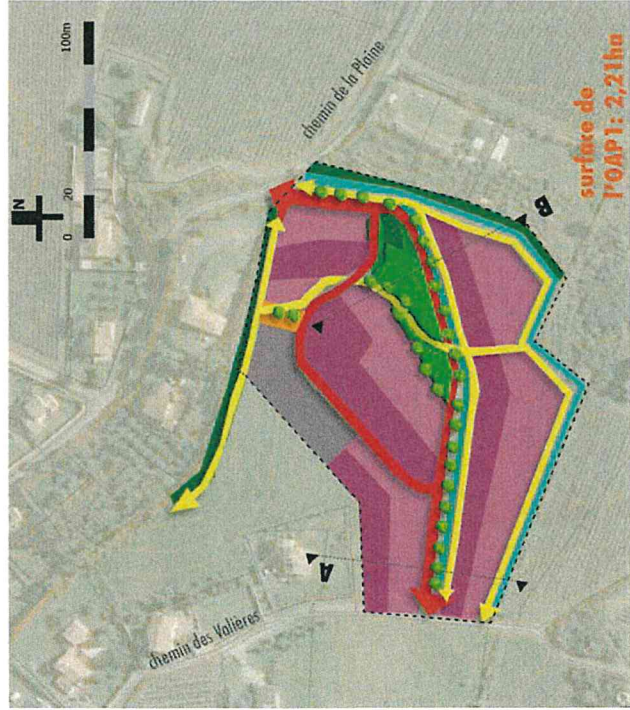 N
0
20
100m
chemin de la Plaine
chemin des Valières
A
B
surface de
l'OAP1: 2,21ha